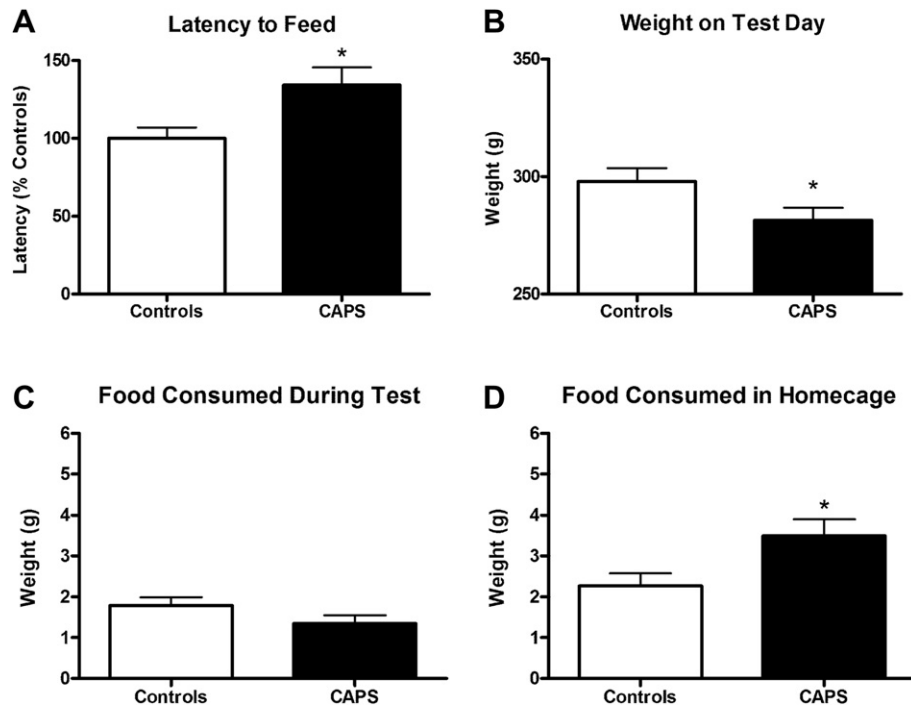 A
Latency to Feed
Latency (% Controls)
150
100
50
0
*
Controls
CAPS
B
Weight on Test Day
Weight (g)
350
300
250
*
Controls
CAPS
C
Food Consumed During Test
Weight (g)
6
5
4
3
2
1
0
Controls
CAPS
D
Food Consumed in Homecage
Weight (g)
6
5
4
3
2
1
0
*
Controls
CAPS